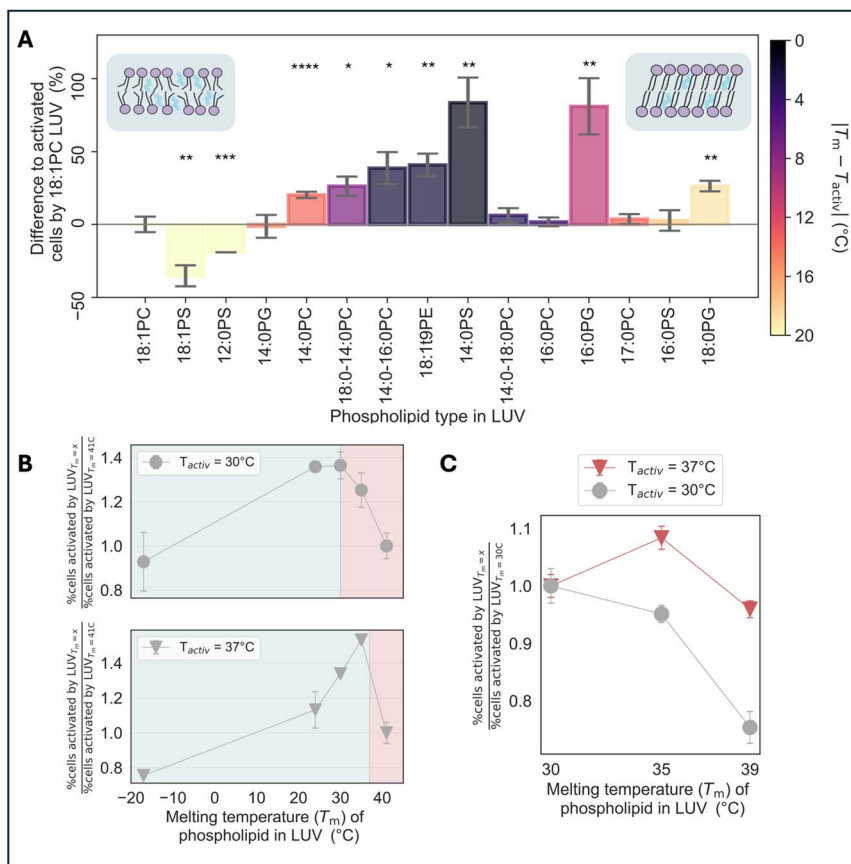 A
Difference to activated
cells by 18:1PC LUV (%)
100
50
0
−50
****
*
*
**
**
**
**
***
**
18:1PC
18:1PS
12:0PS
14:0PG
14:0PC
18:0-14:0PC
14:0-16:0PC
18:1t9PE
14:0PS
14:0-18:0PC
16:0PC
16:0PG
17:0PC
16:0PS
18:0PG
Phospholipid type in LUV
0
4
8
12
16
20
|Tm − Tactiv| (°C)
B
Tactiv = 30°C
%cells activated by LUVTm = x
%cells activated by LUVTm = 41C
1.4
1.2
1.0
0.8
Tactiv = 37°C
%cells activated by LUVTm = x
%cells activated by LUVTm = 41C
1.4
1.2
1.0
0.8
−20 −10 0 10 20 30 40
Melting temperature (Tm) of
phospholipid in LUV (°C)
C
Tactiv = 37°C
Tactiv = 30°C
%cells activated by LUVTm = x
%cells activated by LUVTm = 30C
1.1
1.0
0.9
0.8
30 35 39
Melting temperature (Tm) of
phospholipid in LUV (°C)